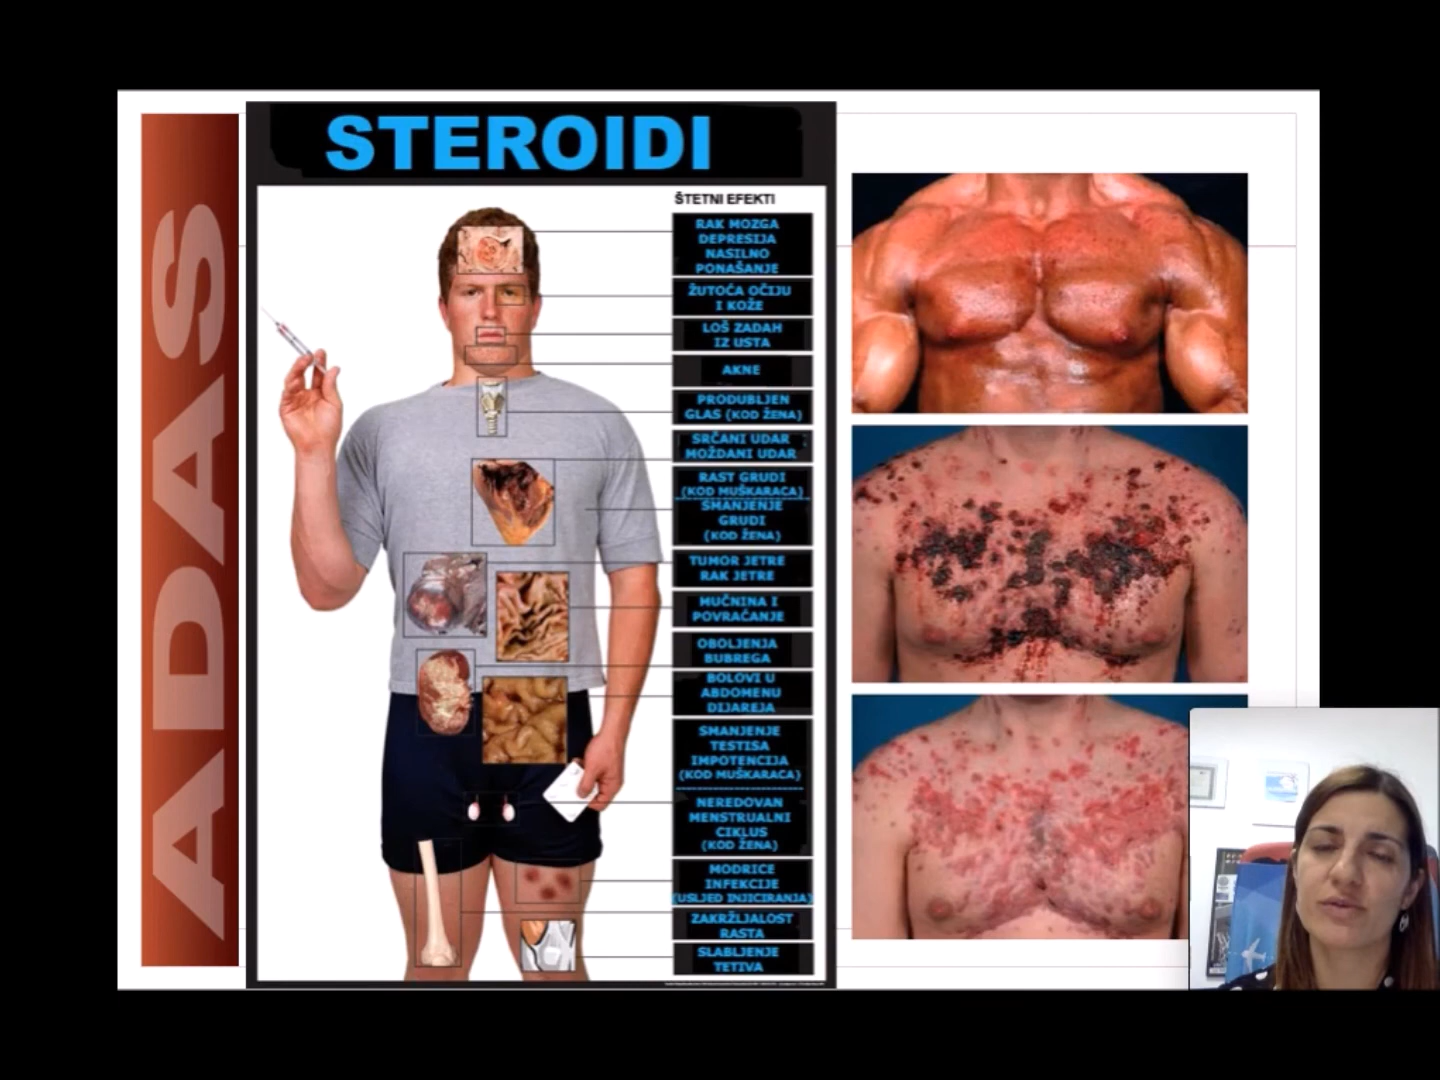 ADAS
STEROIDI
ŠTETNI EFEKTI
RAK MOZGA
DEPRESIJA
NASILNO
PONAŠANJE
ŽUTOĆA OČIJU
I KOŽE
LOŠ ZADAH
IZ USTA
AKNE
PRODUBLJEN
GLAS (KOD ŽENA)
SRČANI UDAR
MOŽDANI UDAR
RAST GRUDI
(KOD MUŠKARACA)
SMANJENJE
GRUDI
(KOD ŽENA)
TUMOR JETRE
RAK JETRE
MUČNINA I
POVRAĆANJE
OBOLJENJA
BUBREGA
BOLOVI U
ABDOMENU
DIJAREJA
SMANJENJE
TESTISA
IMPOTENCIJA
(KOD MUŠKARACA)
NEREDOVAN
MENSTRUALNI
CIKLUS
(KOD ŽENA)
MODRICE
INFEKCIJE
(USLJED INJICIRANJA)
ZAKRŽLJALOST
RASTA
SLABLJENJE
TETIVA